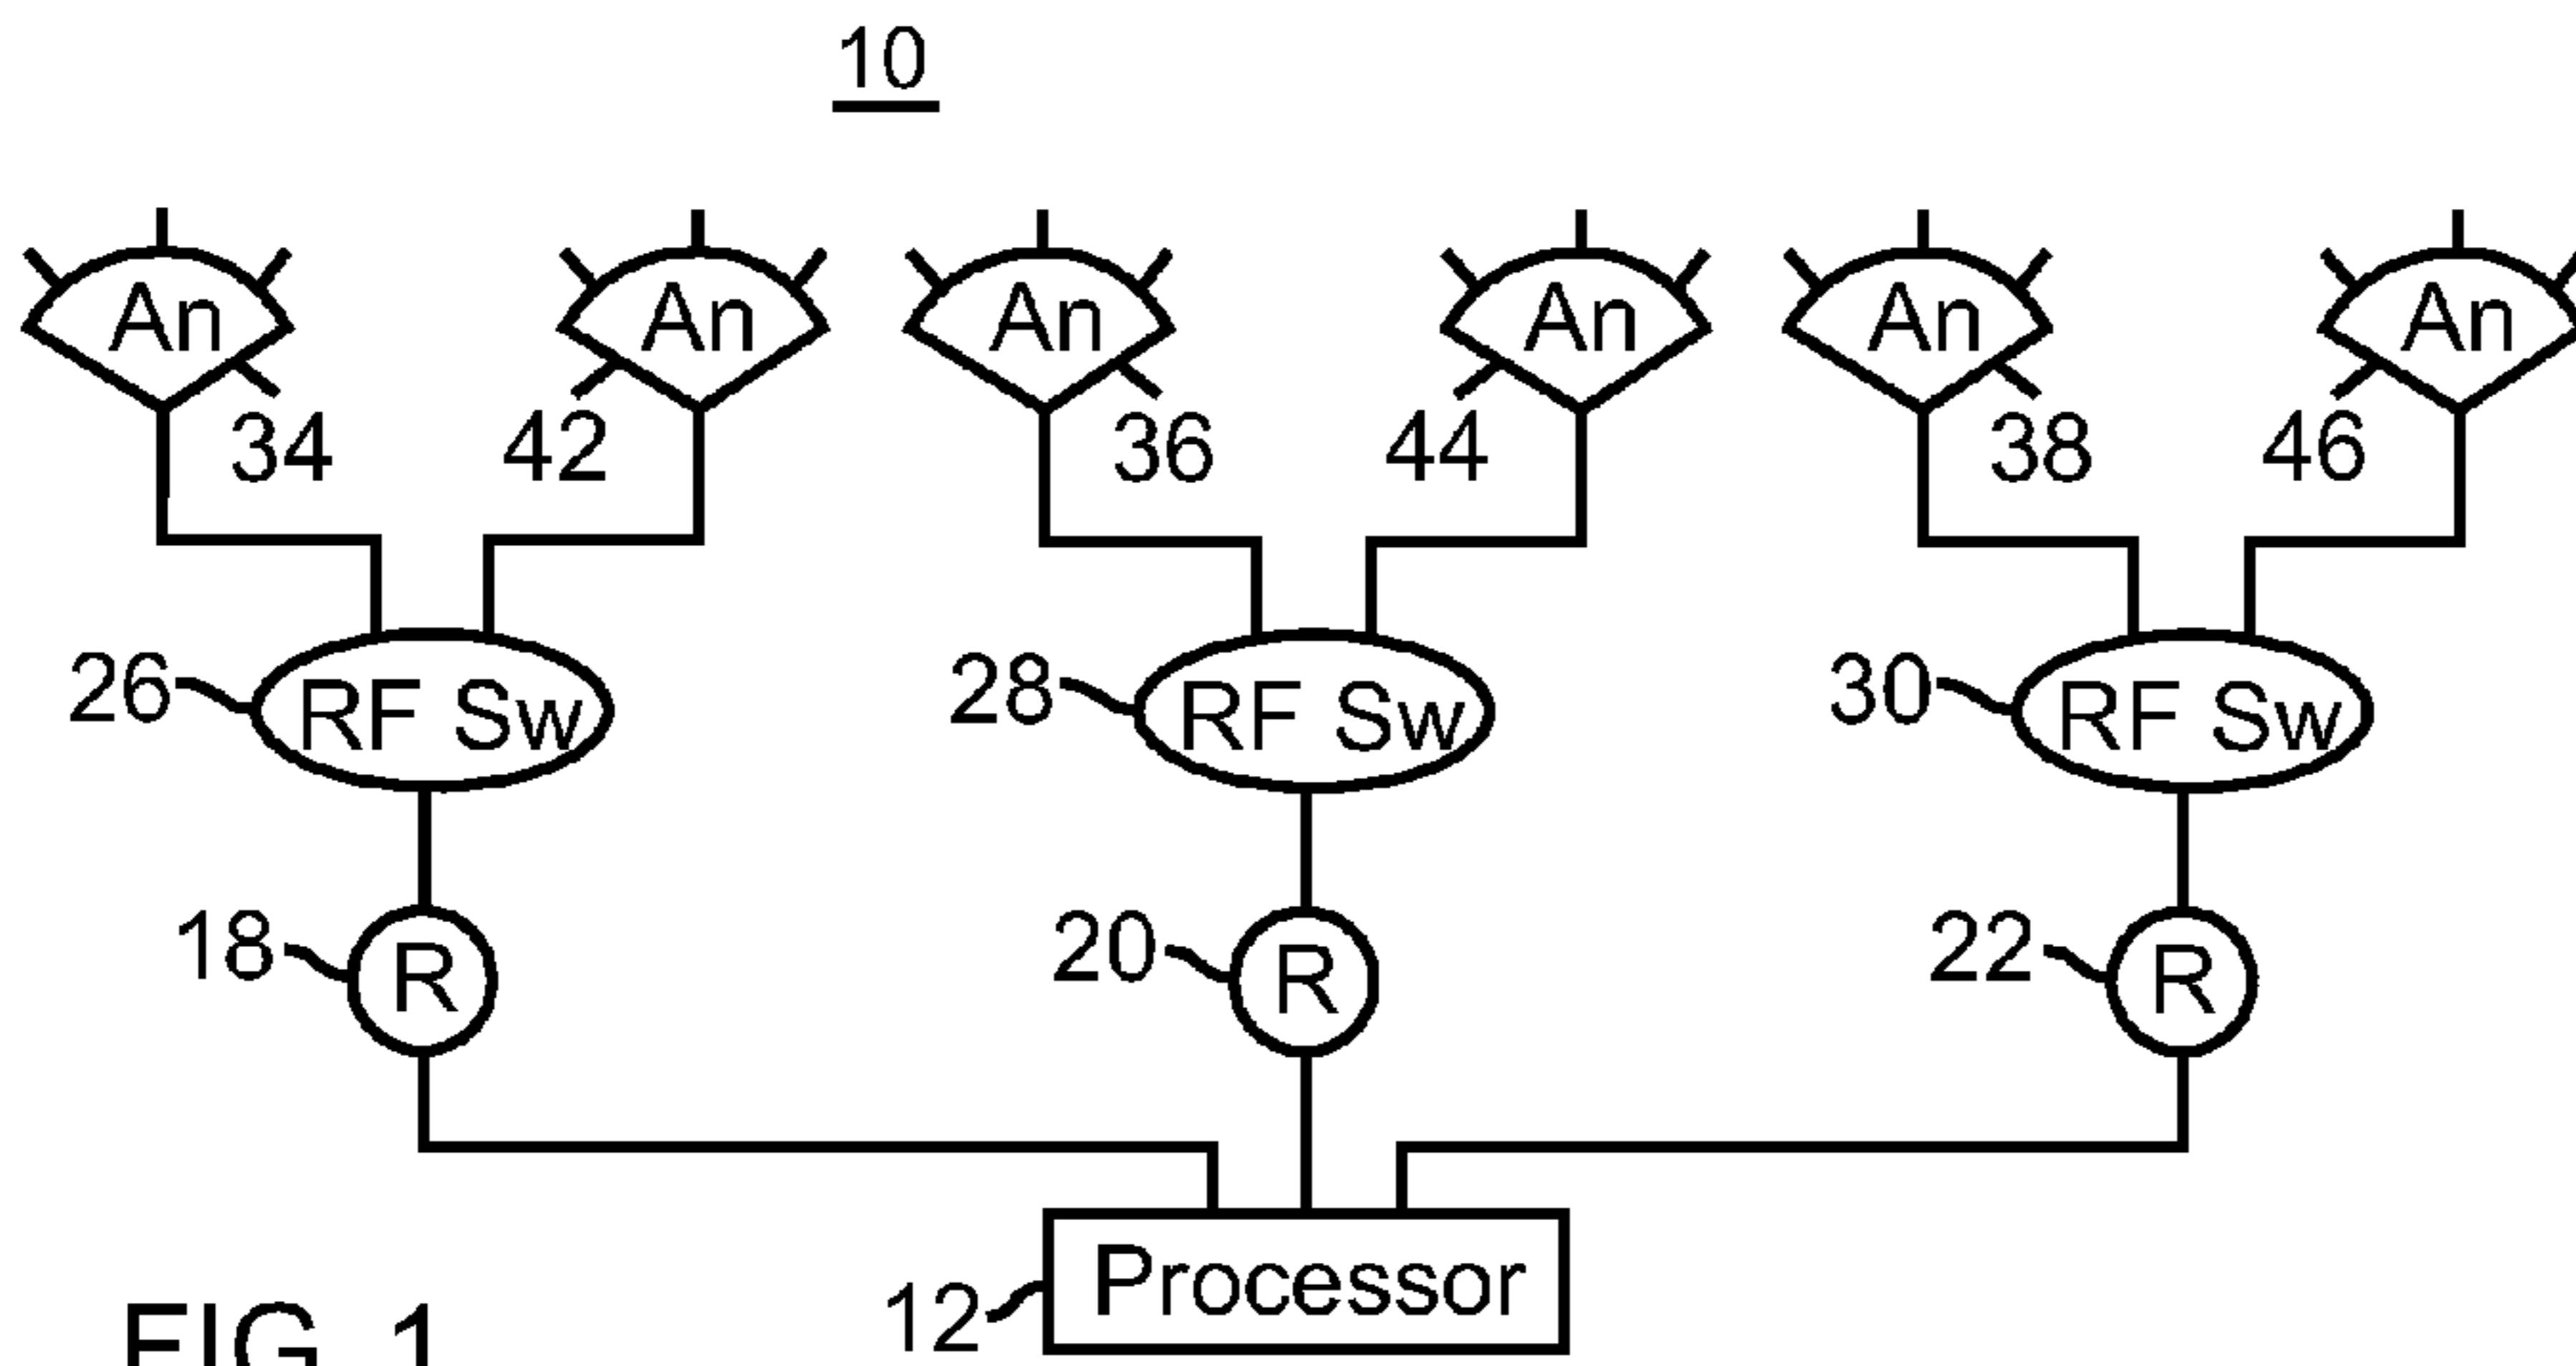 10
An An An An An An
34 42 36 44 38 46
26 RF Sw 28 RF Sw 30 RF Sw
18 R 20 R 22 R
12 Processor
FIG. 1